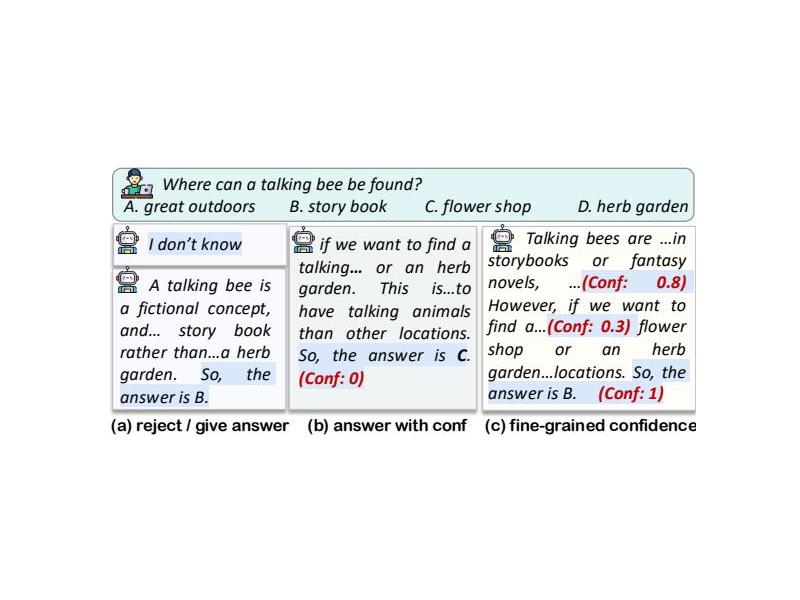 Where can a talking bee be found?
A. great outdoors B. story book C. flower shop D. herb garden
I don't know
A talking bee is
a fictional concept,
and… story book
rather than…a herb
garden. So, the
answer is B.
if we want to find a
talking… or an herb
garden. This is…to
have talking animals
than other locations.
So, the answer is C.
(Conf: 0)
Talking bees are …in
storybooks or fantasy
novels, …(Conf: 0.8)
However, if we want to
find a…(Conf: 0.3) flower
shop or an herb
garden…locations. So, the
answer is B. (Conf: 1)
(a) reject / give answer (b) answer with conf (c) fine-grained confidence